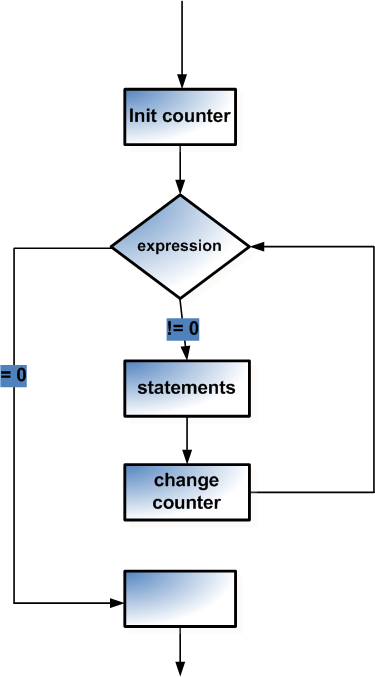 Init counter
expression
!= 0
= 0
statements
change
counter